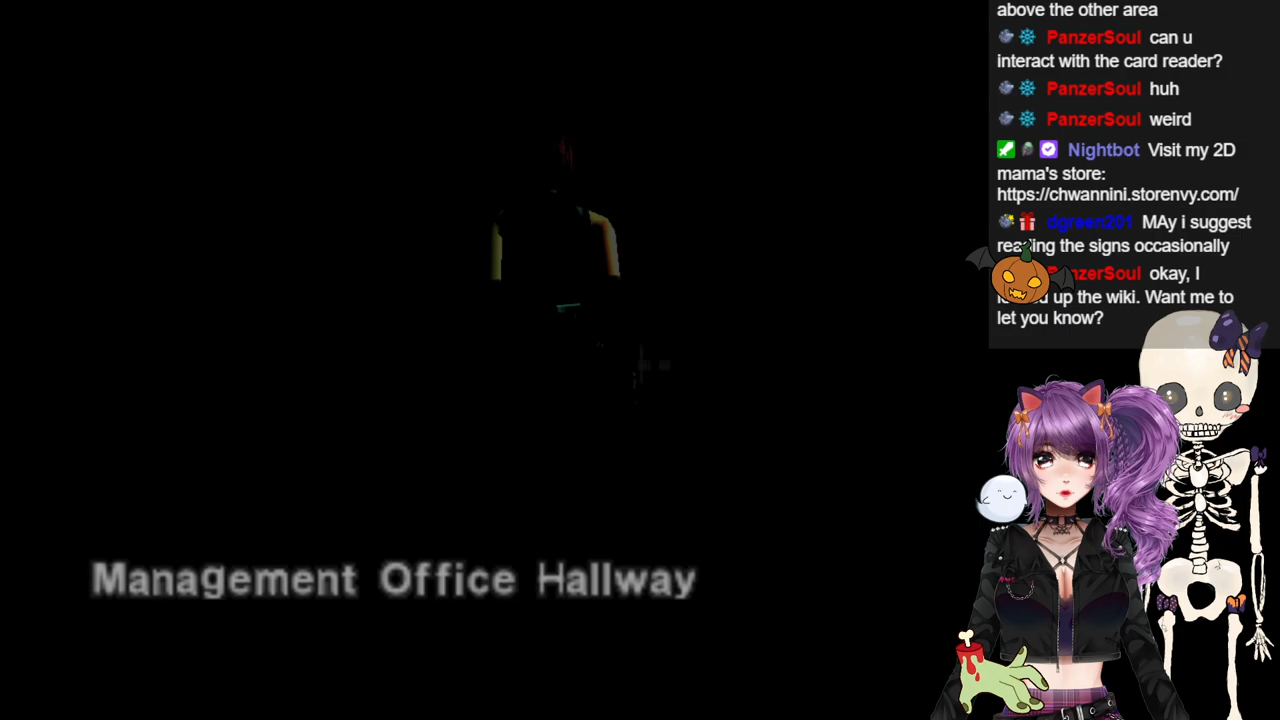 above the other area
PanzerSoul can u
interact with the card reader?
PanzerSoul huh
PanzerSoul weird
Nightbot Visit my 2D
mama's store:
https://chwannini.storenvy.com/
dgreen201 MAy i suggest
the signs occasionally
okay, I
up the wiki. Want me to
let you know?
Management Office Hallway